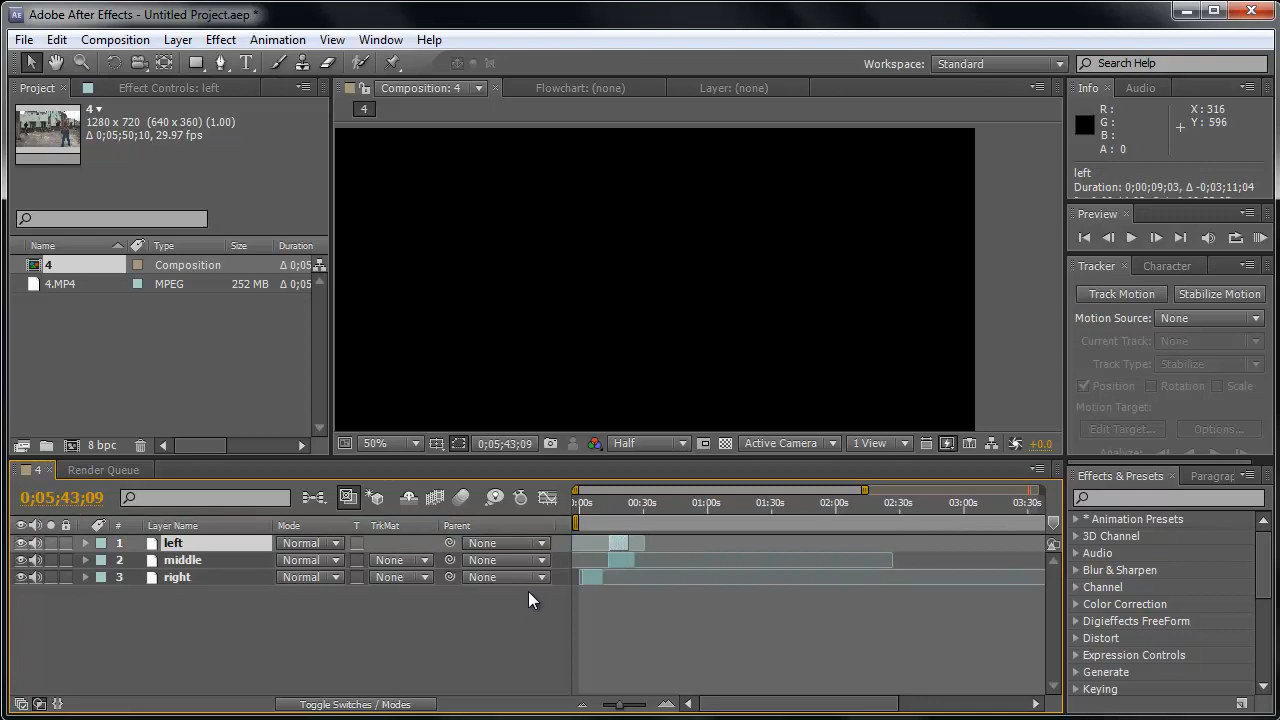 Adobe After Effects - Untitled Project.aep *
File Edit Composition Layer Effect Animation View Window Help
Workspace: Standard Search Help
Project Effect Controls: left Composition: 4 Flowchart: (none) Layer: (none) Info Audio
4
1280 x 720 (640 x 360) (1.00)
Δ 0;05;50;10, 29.97 fps
4
R: X: 316
G: Y: 596
B:
A: 0
left
Duration: 0;00;09;03, Δ -0;03;11;04
Preview
Name Type Size Duration
4 Composition Δ 0;05
4.MP4 MPEG 252 MB Δ 0;05
Tracker Character
Track Motion Stabilize Motion
Motion Source: None
Current Track: None
Track Type: Stabilize
Position Rotation Scale
Motion Target:
Edit Target... Options...
8 bpc 50% 0;05;43;09 Half Active Camera 1 View +0.0
4 Render Queue
0;05;43;09
:00s 00:30s 01:00s 01:30s 02:00s 02:30s 03:00s 03:30s
# Layer Name Mode T TrkMat Parent
1 left Normal None
2 middle Normal None None
3 right Normal None None
Toggle Switches / Modes
Effects & Presets Paragr
* Animation Presets
3D Channel
Audio
Blur & Sharpen
Channel
Color Correction
Digieffects FreeForm
Distort
Expression Controls
Generate
Keying